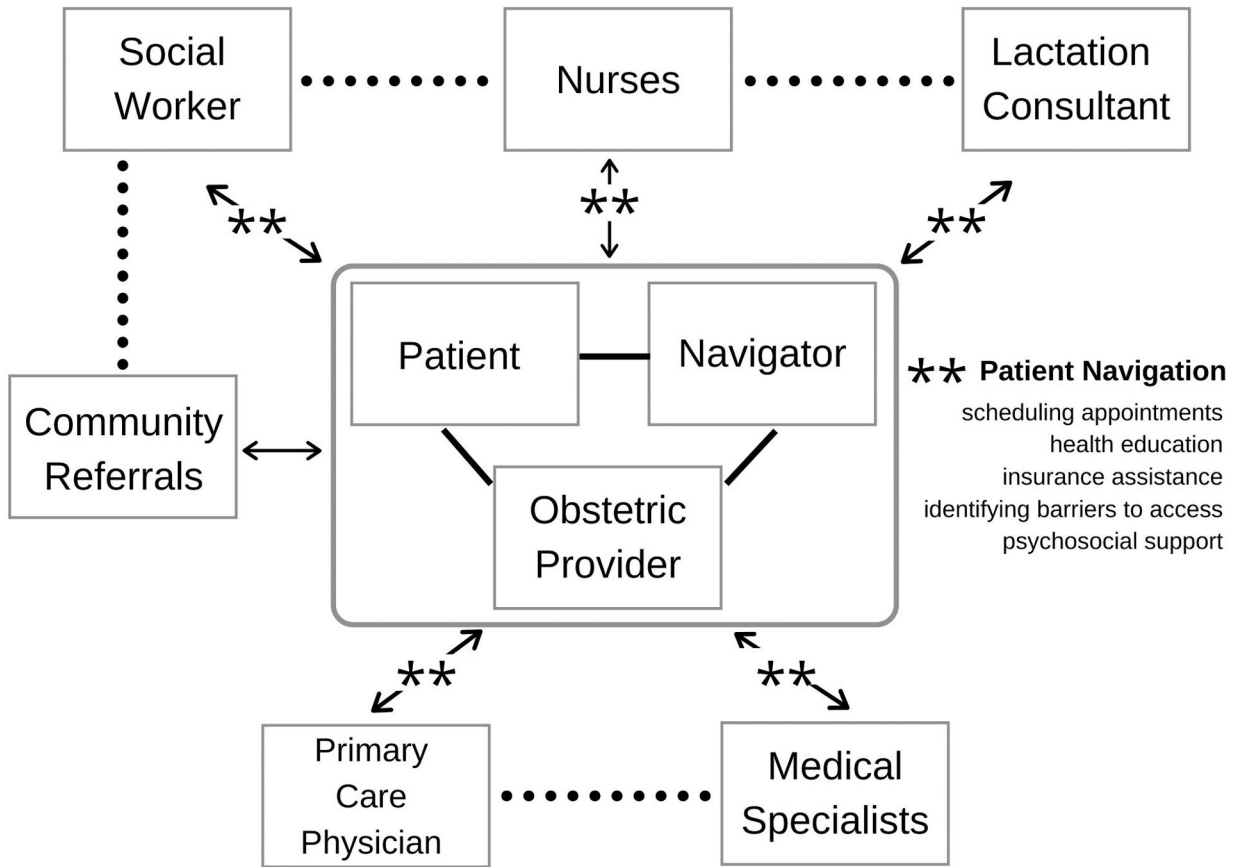 Social
Worker
Nurses
Lactation
Consultant
**
**
**
Patient
Navigator
** Patient Navigation
scheduling appointments
health education
insurance assistance
identifying barriers to access
psychosocial support
Community
Referrals
Obstetric
Provider
**
**
Primary
Care
Physician
Medical
Specialists